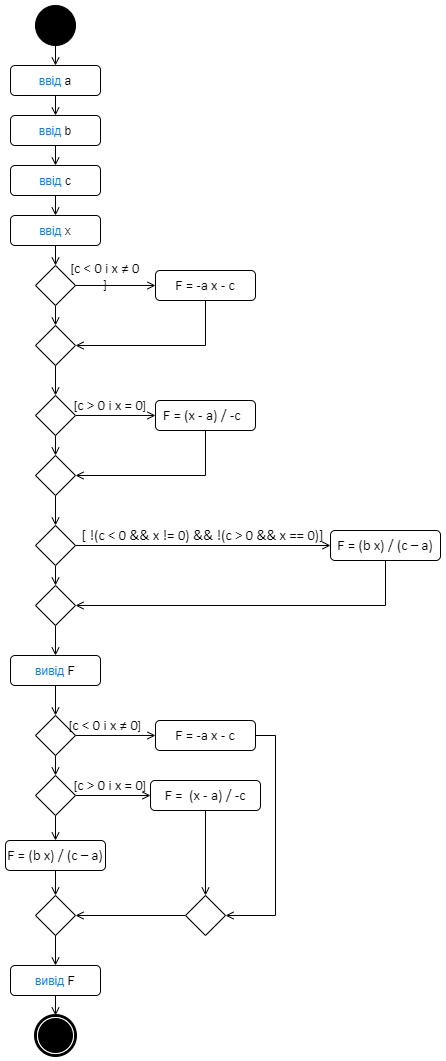 ввід a
ввід b
ввід c
ввід x
[c < 0 і x ≠ 0
]
F = -a x - c
[c > 0 і x = 0]
F = (x - a) / -c
[ !(c < 0 && x != 0) && !(c > 0 && x == 0)]
F = (b x) / (c – a)
вивід F
[c < 0 і x ≠ 0]
F = -a x - c
[c > 0 і x = 0]
F = (x - a) / -c
F = (b x) / (c – a)
вивід F